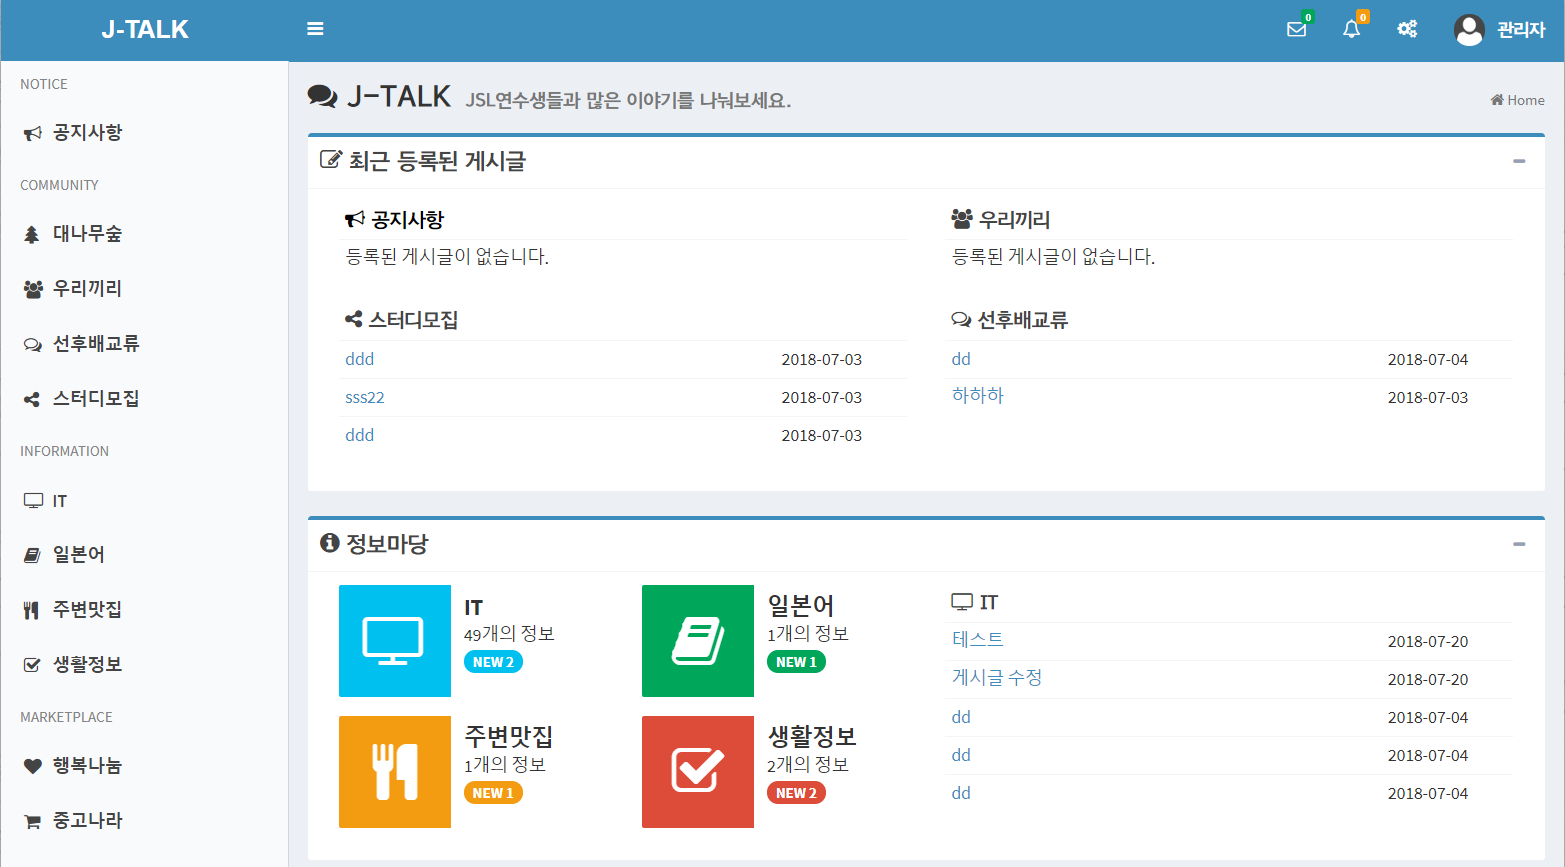 J-TALK
0
0
관리자
NOTICE
공지사항
COMMUNITY
대나무숲
우리끼리
선후배교류
스터디모집
INFORMATION
IT
일본어
주변맛집
생활정보
MARKETPLACE
행복나눔
중고나라
J-TALK JSL연수생들과 많은 이야기를 나눠보세요.
Home
최근 등록된 게시글
공지사항
등록된 게시글이 없습니다.
우리끼리
등록된 게시글이 없습니다.
스터디모집
ddd 2018-07-03
sss22 2018-07-03
ddd 2018-07-03
선후배교류
dd 2018-07-04
하하하 2018-07-03
정보마당
IT
49개의 정보
NEW 2
일본어
1개의 정보
NEW 1
주변맛집
1개의 정보
NEW 1
생활정보
2개의 정보
NEW 2
IT
테스트 2018-07-20
게시글 수정 2018-07-20
dd 2018-07-04
dd 2018-07-04
dd 2018-07-04